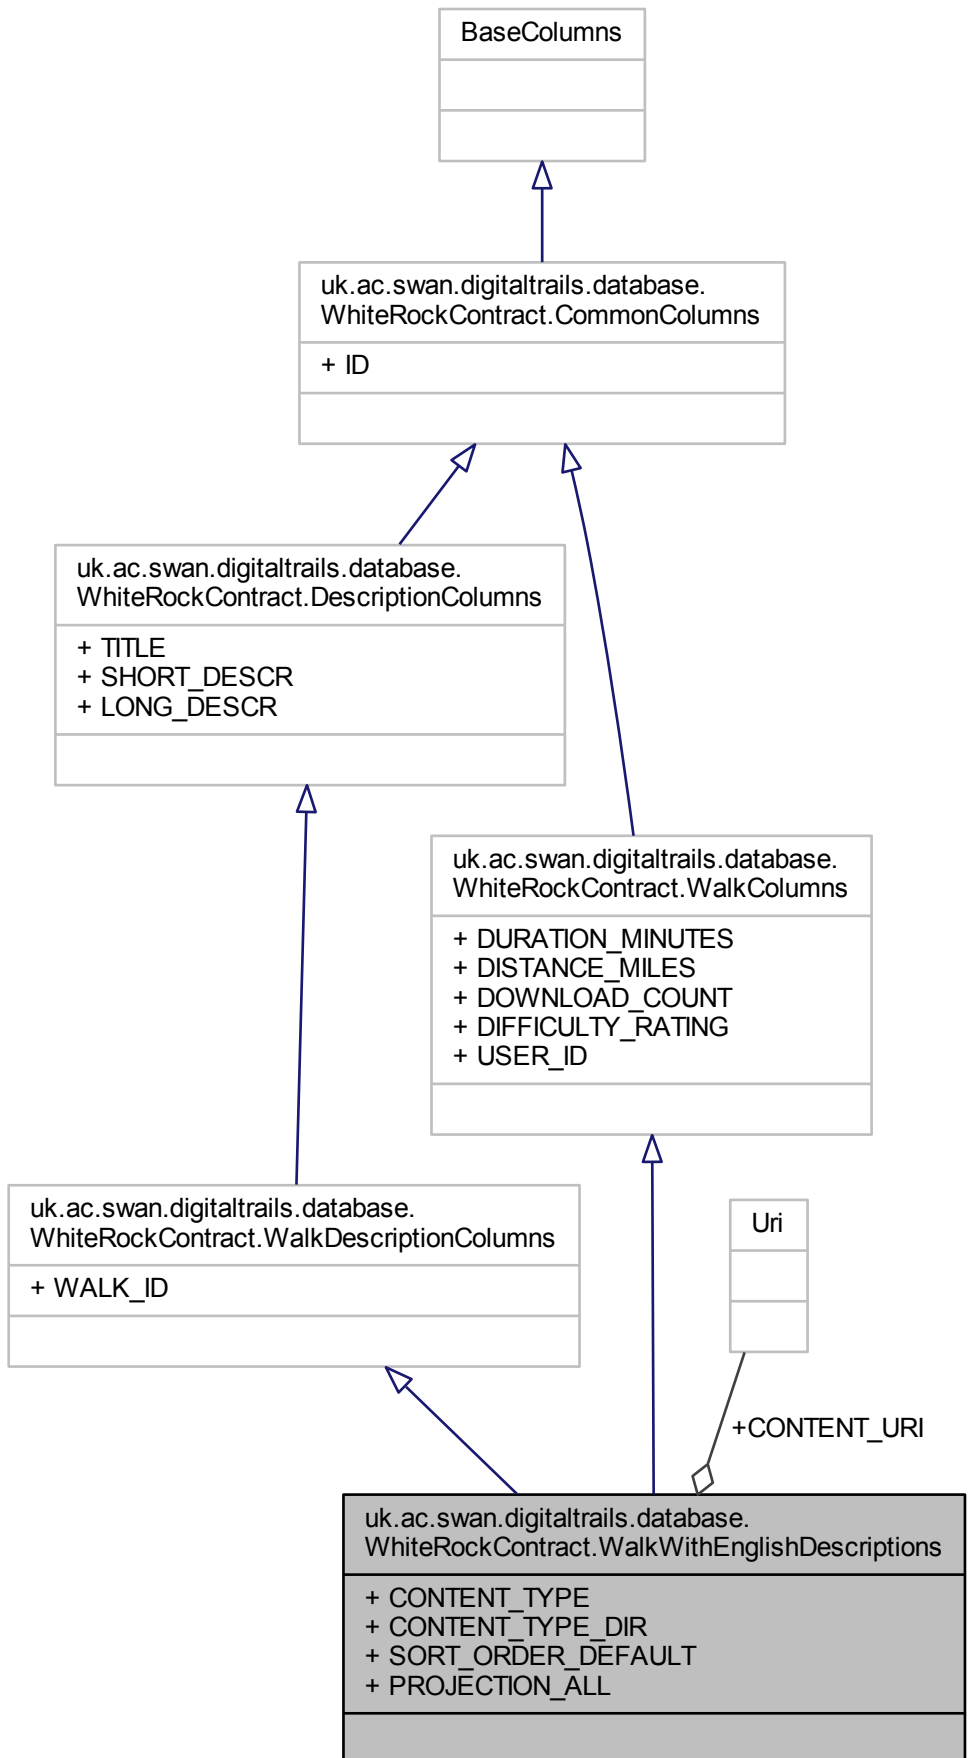 BaseColumns
uk.ac.swan.digitaltrails.database.
WhiteRockContract.CommonColumns
+ ID
uk.ac.swan.digitaltrails.database.
WhiteRockContract.DescriptionColumns
+ TITLE
+ SHORT_DESCR
+ LONG_DESCR
uk.ac.swan.digitaltrails.database.
WhiteRockContract.WalkColumns
+ DURATION_MINUTES
+ DISTANCE_MILES
+ DOWNLOAD_COUNT
+ DIFFICULTY_RATING
+ USER_ID
uk.ac.swan.digitaltrails.database.
WhiteRockContract.WalkDescriptionColumns
+ WALK_ID
Uri
+CONTENT_URI
uk.ac.swan.digitaltrails.database.
WhiteRockContract.WalkWithEnglishDescriptions
+ CONTENT_TYPE
+ CONTENT_TYPE_DIR
+ SORT_ORDER_DEFAULT
+ PROJECTION_ALL